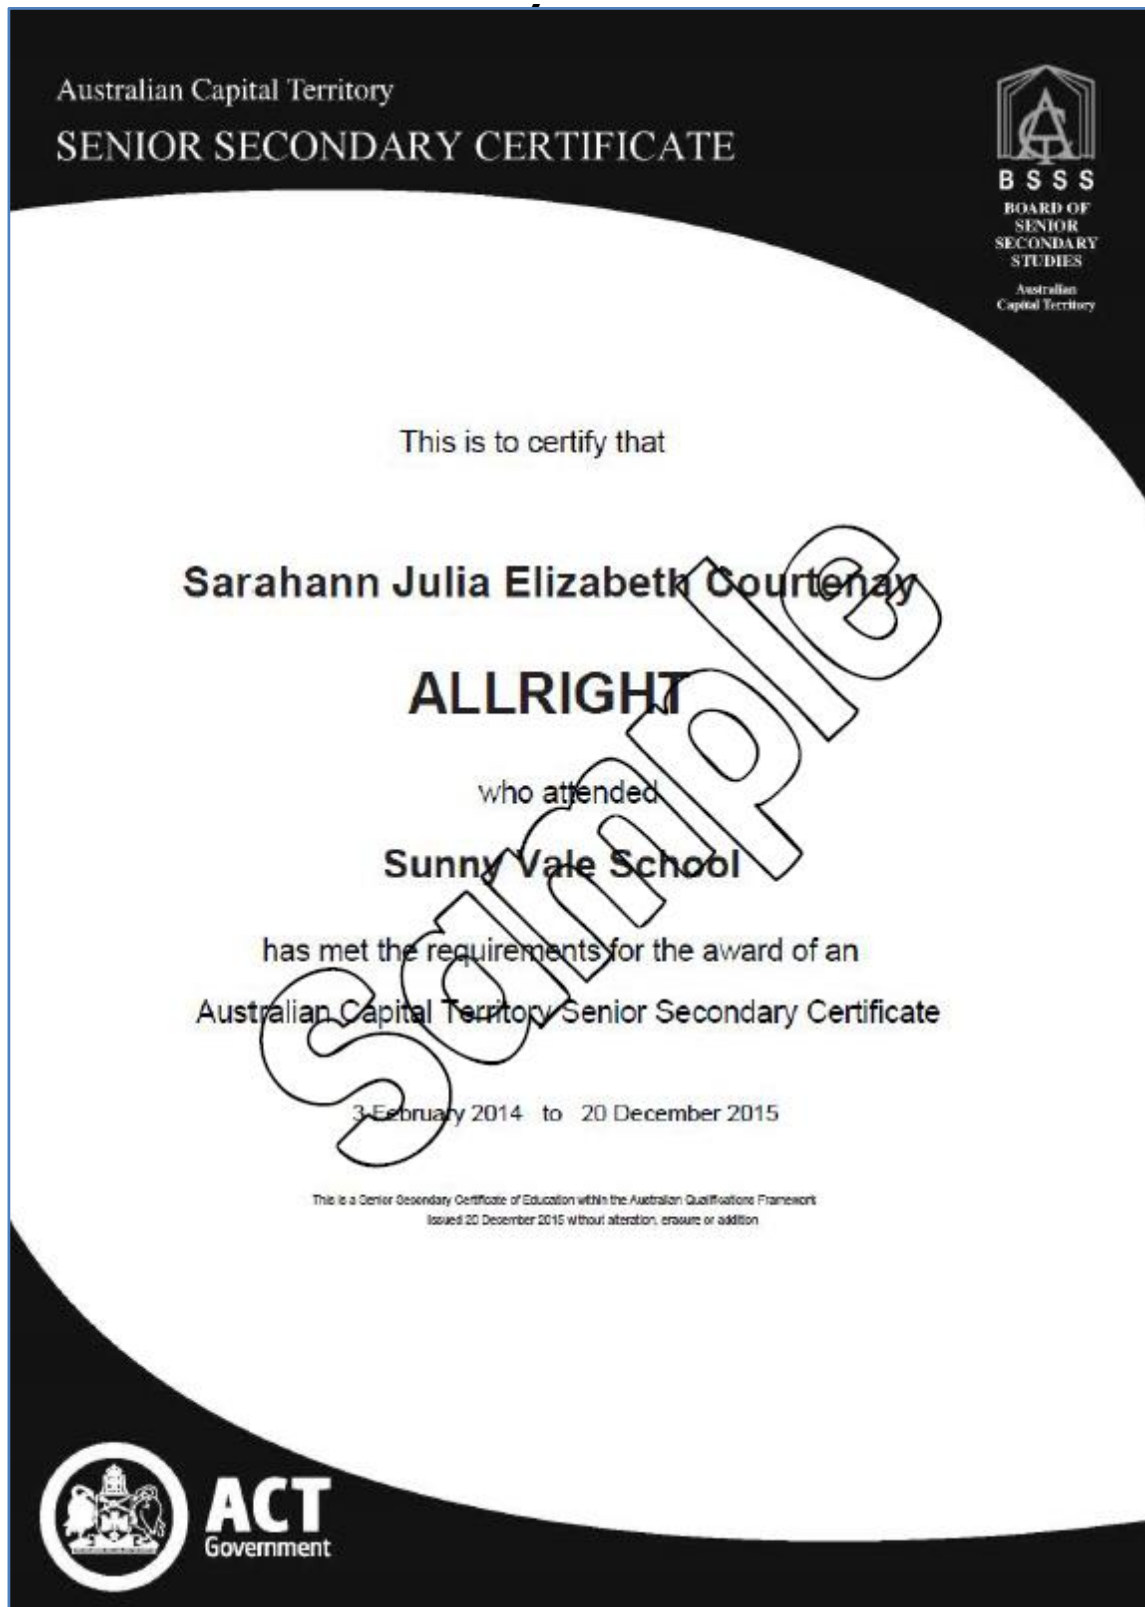 Australian Capital Territory
SENIOR SECONDARY CERTIFICATE
BSSS
BOARD OF
SENIOR
SECONDARY
STUDIES
Australian
Capital Territory
This is to certify that
Sarahann Julia Elizabeth Courtenay
ALLRIGHT
who attended
Sunny Vale School
has met the requirements for the award of an
Australian Capital Territory Senior Secondary Certificate
3 February 2014 to 20 December 2015
This is a Senior Secondary Certificate of Education within the Australian Qualifications Framework
Issued 20 December 2015 without alteration, erasure or addition
Sample
ACT
Government